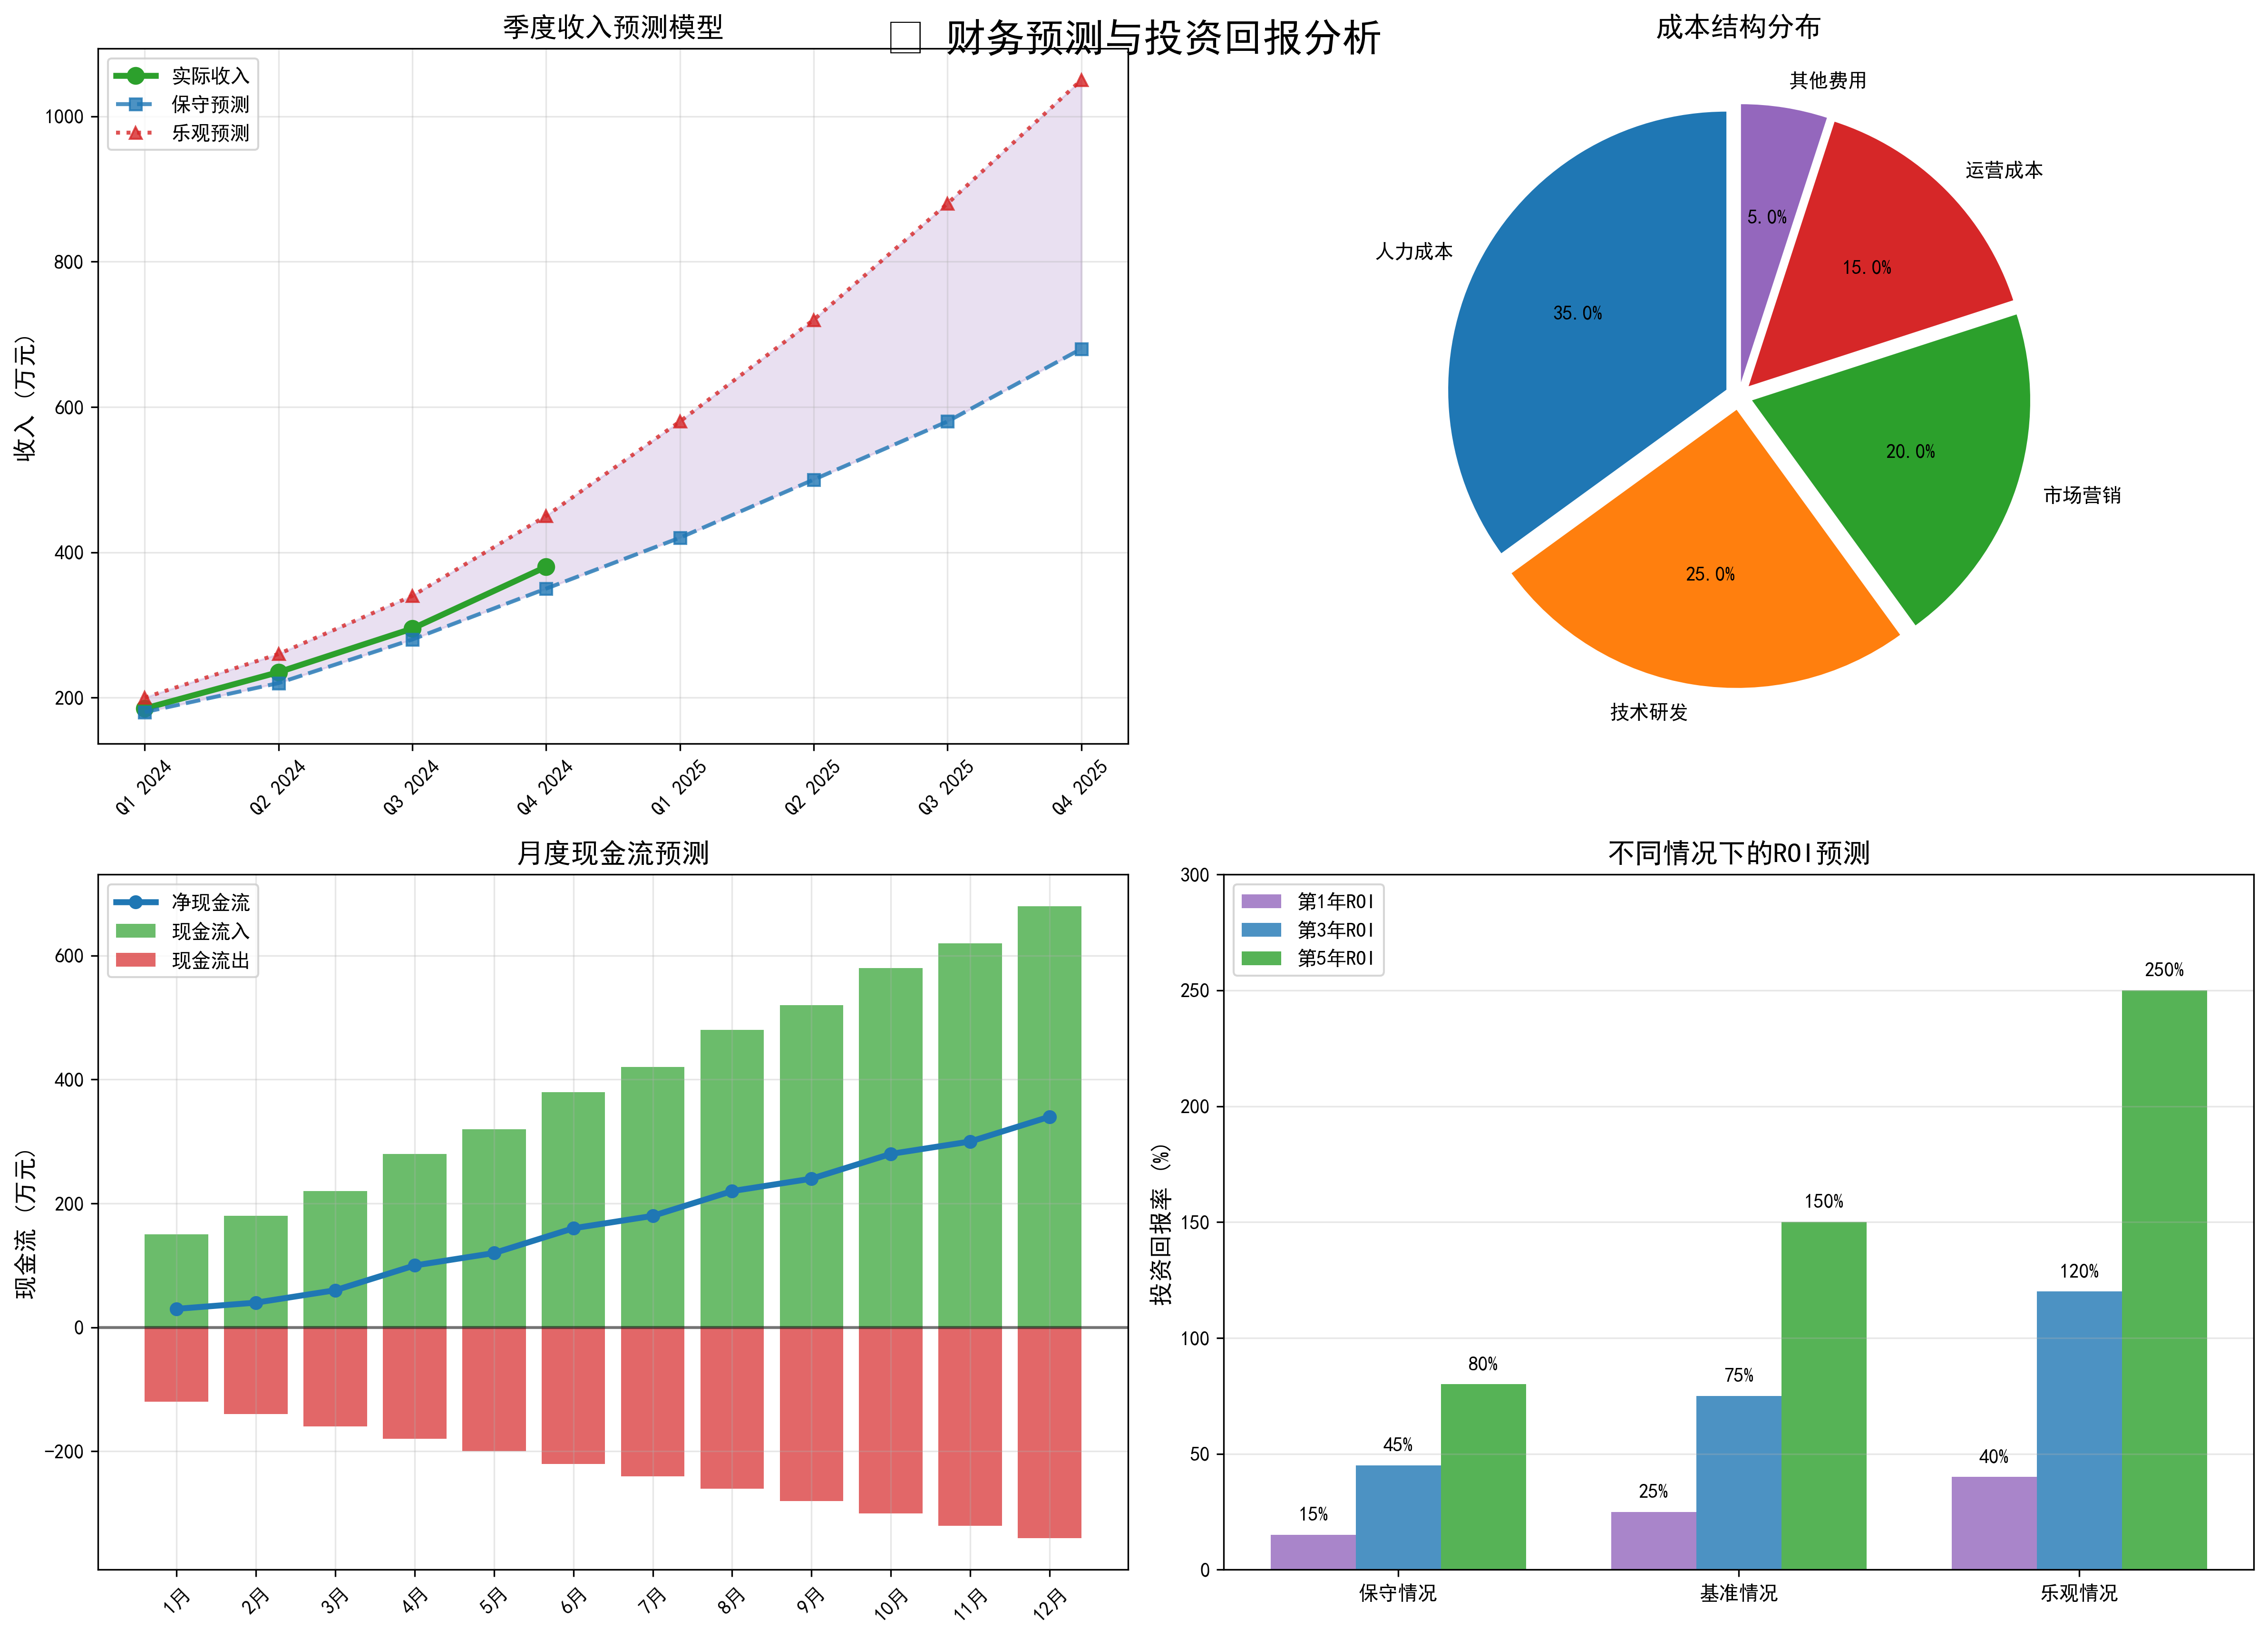 □ 财务预测与投资回报分析
季度收入预测模型
实际收入
保守预测
乐观预测
收入 (万元)
1000
800
600
400
200
Q1 2024
Q2 2024
Q3 2024
Q4 2024
Q1 2025
Q2 2025
Q3 2025
Q4 2025
成本结构分布
其他费用
运营成本
人力成本
市场营销
技术研发
5.0%
15.0%
35.0%
20.0%
25.0%
月度现金流预测
净现金流
现金流入
现金流出
现金流 (万元)
600
400
200
0
−200
1月
2月
3月
4月
5月
6月
7月
8月
9月
10月
11月
12月
不同情况下的ROI预测
第1年ROI
第3年ROI
第5年ROI
投资回报率 (%)
300
250
200
150
100
50
0
15%
45%
80%
25%
75%
150%
40%
120%
250%
保守情况
基准情况
乐观情况